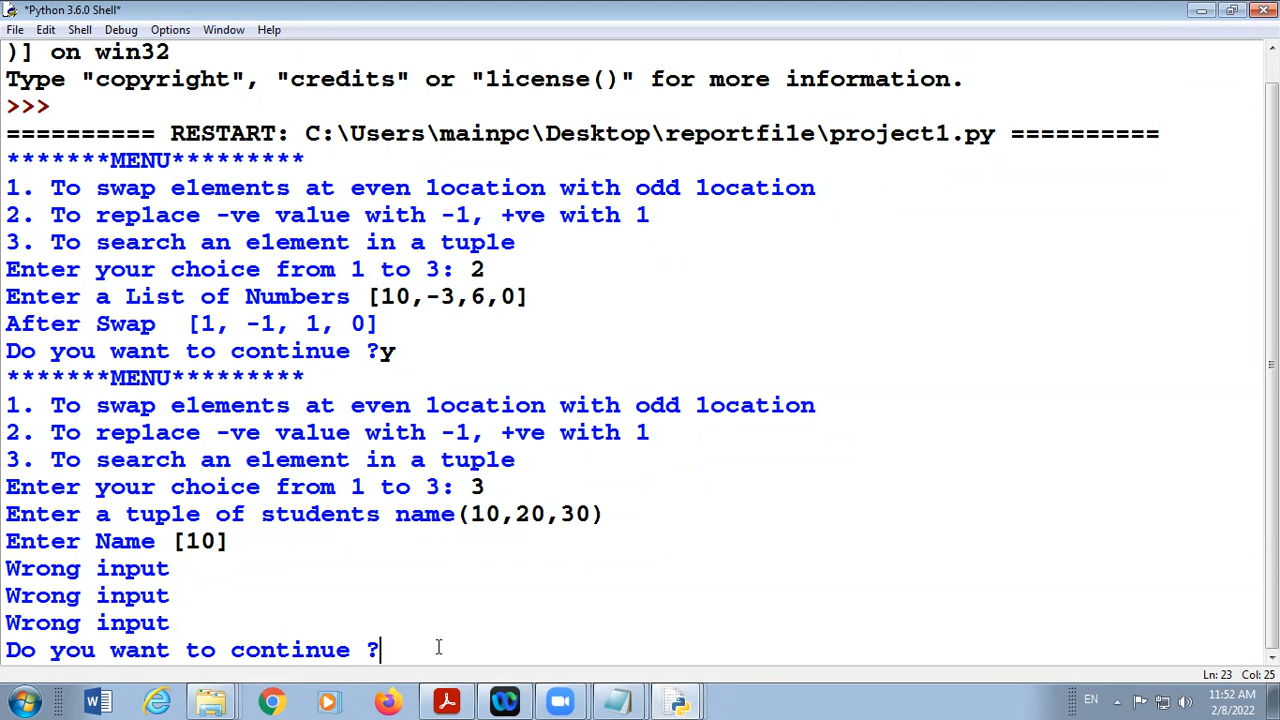 *Python 3.6.0 Shell*
File Edit Shell Debug Options Window Help
)] on win32
Type "copyright", "credits" or "license()" for more information.
>>>
========== RESTART: C:\Users\mainpc\Desktop\reportfile\project1.py ==========
*******MENU*********
1. To swap elements at even location with odd location
2. To replace -ve value with -1, +ve with 1
3. To search an element in a tuple
Enter your choice from 1 to 3: 2
Enter a List of Numbers [10,-3,6,0]
After Swap  [1, -1, 1, 0]
Do you want to continue ?y
*******MENU*********
1. To swap elements at even location with odd location
2. To replace -ve value with -1, +ve with 1
3. To search an element in a tuple
Enter your choice from 1 to 3: 3
Enter a tuple of students name(10,20,30)
Enter Name [10]
Wrong input
Wrong input
Wrong input
Do you want to continue ?
Ln: 23 Col: 25
EN
11:52 AM
2/8/2022